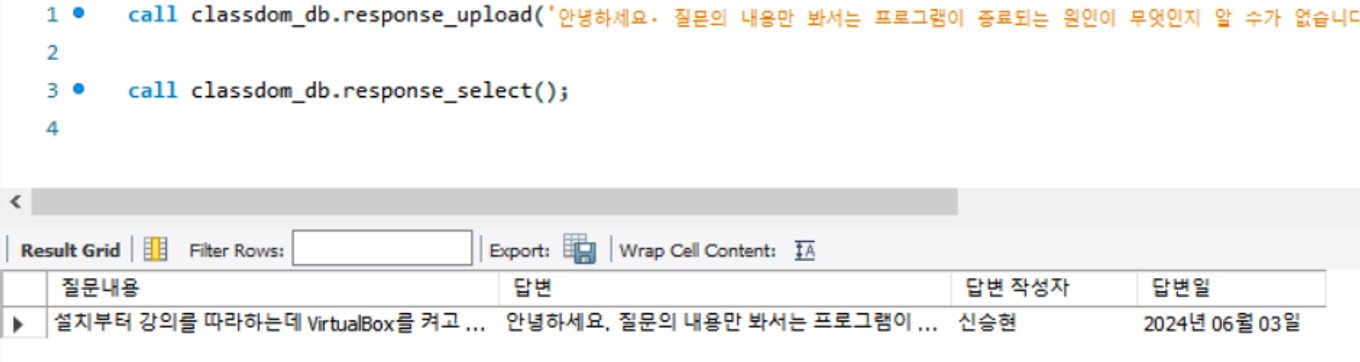 1 call classdom_db.response_upload('안녕하세요. 질문의 내용만 봐서는 프로그램이 종료되는 원인이 무엇인지 알 수가 없습니다
2
3 call classdom_db.response_select();
4
Result Grid Filter Rows: Export: Wrap Cell Content: IA
질문내용 답변 답변 작성자 답변일
설치부터 강의를 따라하는데 VirtualBox를 켜고 ... 안녕하세요. 질문의 내용만 봐서는 프로그램이 ... 신승현 2024년 06월 03일